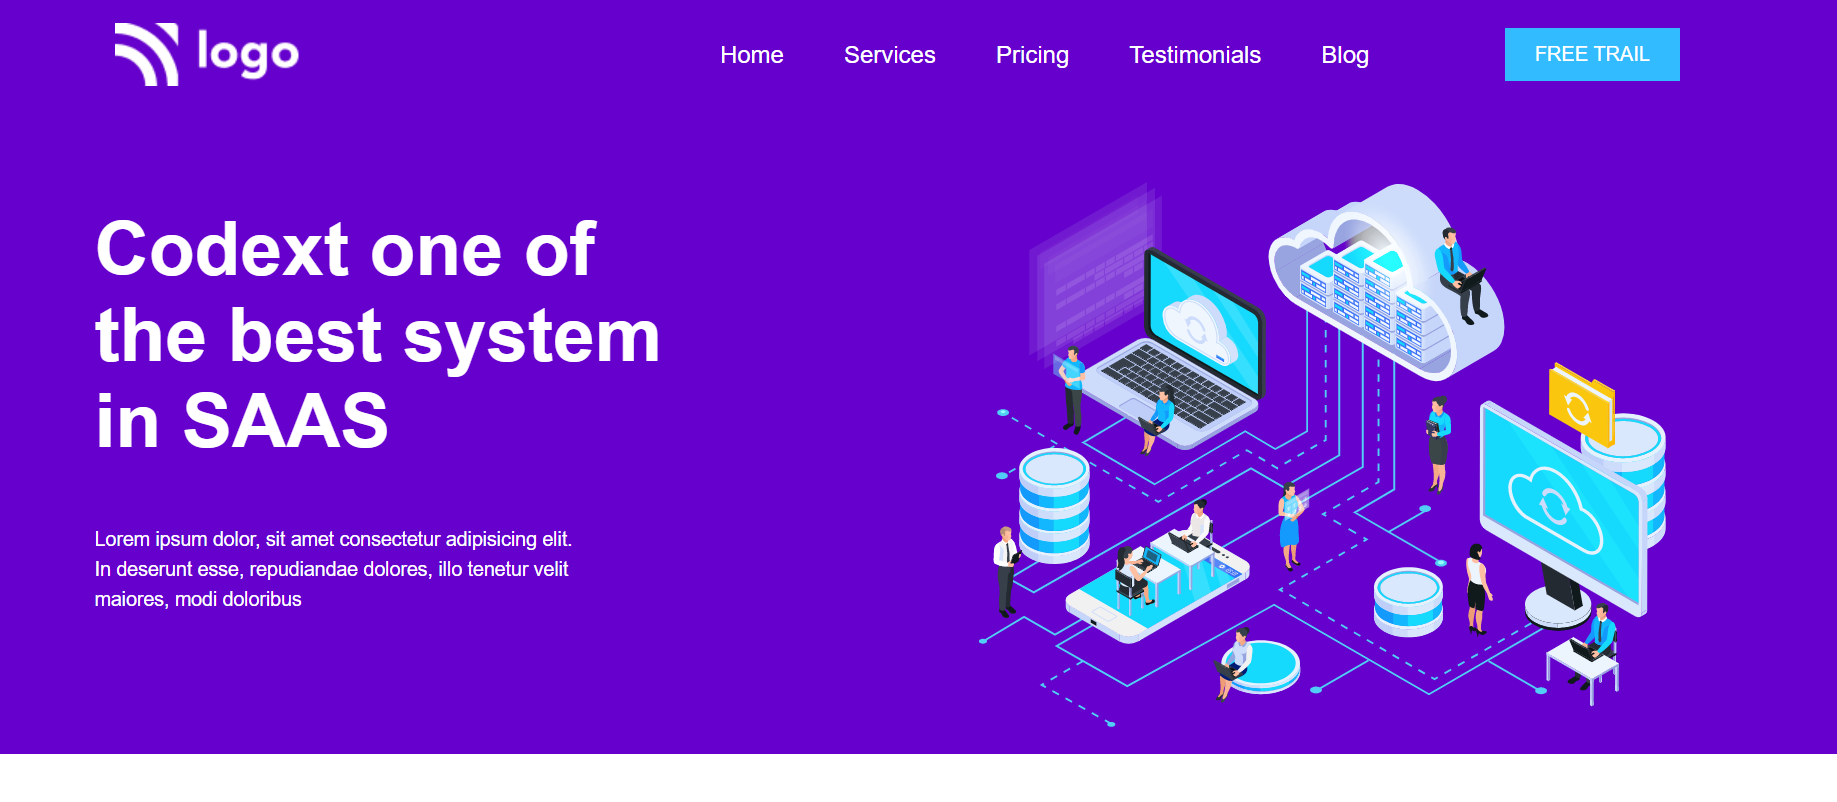 logo
Home
Services
Pricing
Testimonials
Blog
FREE TRAIL
Codext one of
the best system
in SAAS
Lorem ipsum dolor, sit amet consectetur adipisicing elit.
In deserunt esse, repudiandae dolores, illo tenetur velit
maiores, modi doloribus